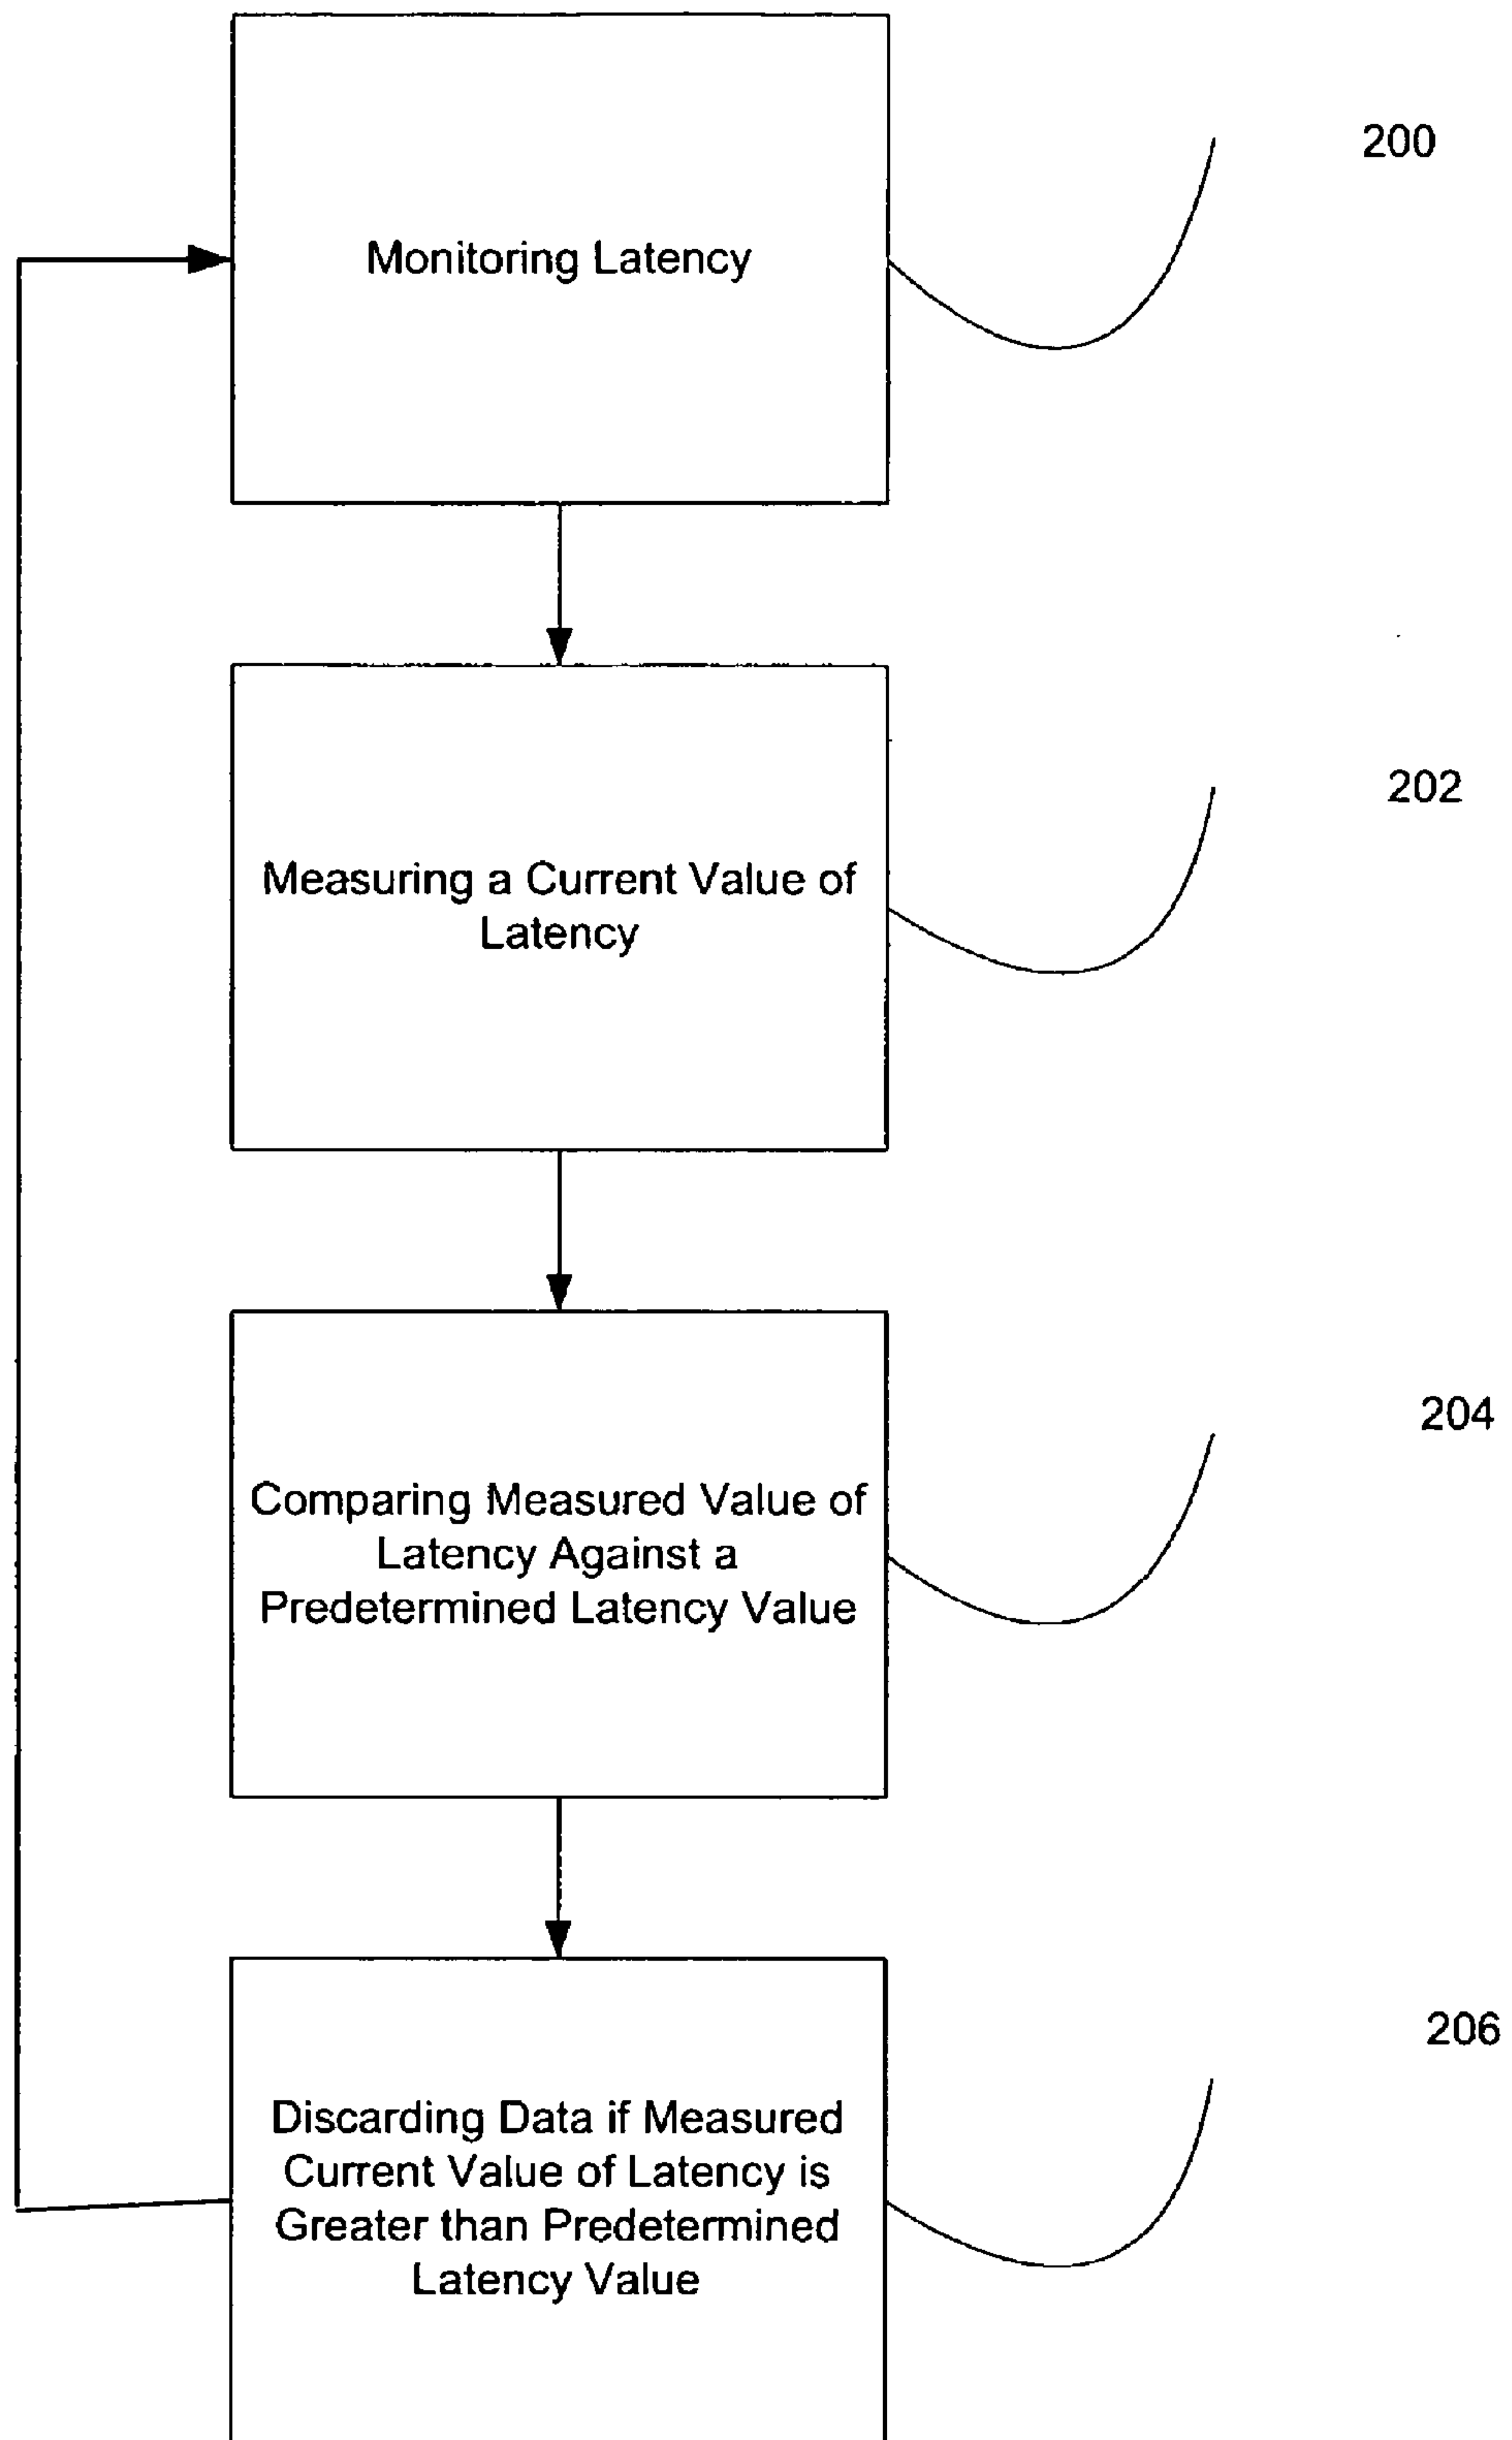 200
Monitoring Latency
202
Measuring a Current Value of
Latency
204
Comparing Measured Value of
Latency Against a
Predetermined Latency Value
206
Discarding Data if Measured
Current Value of Latency is
Greater than Predetermined
Latency Value